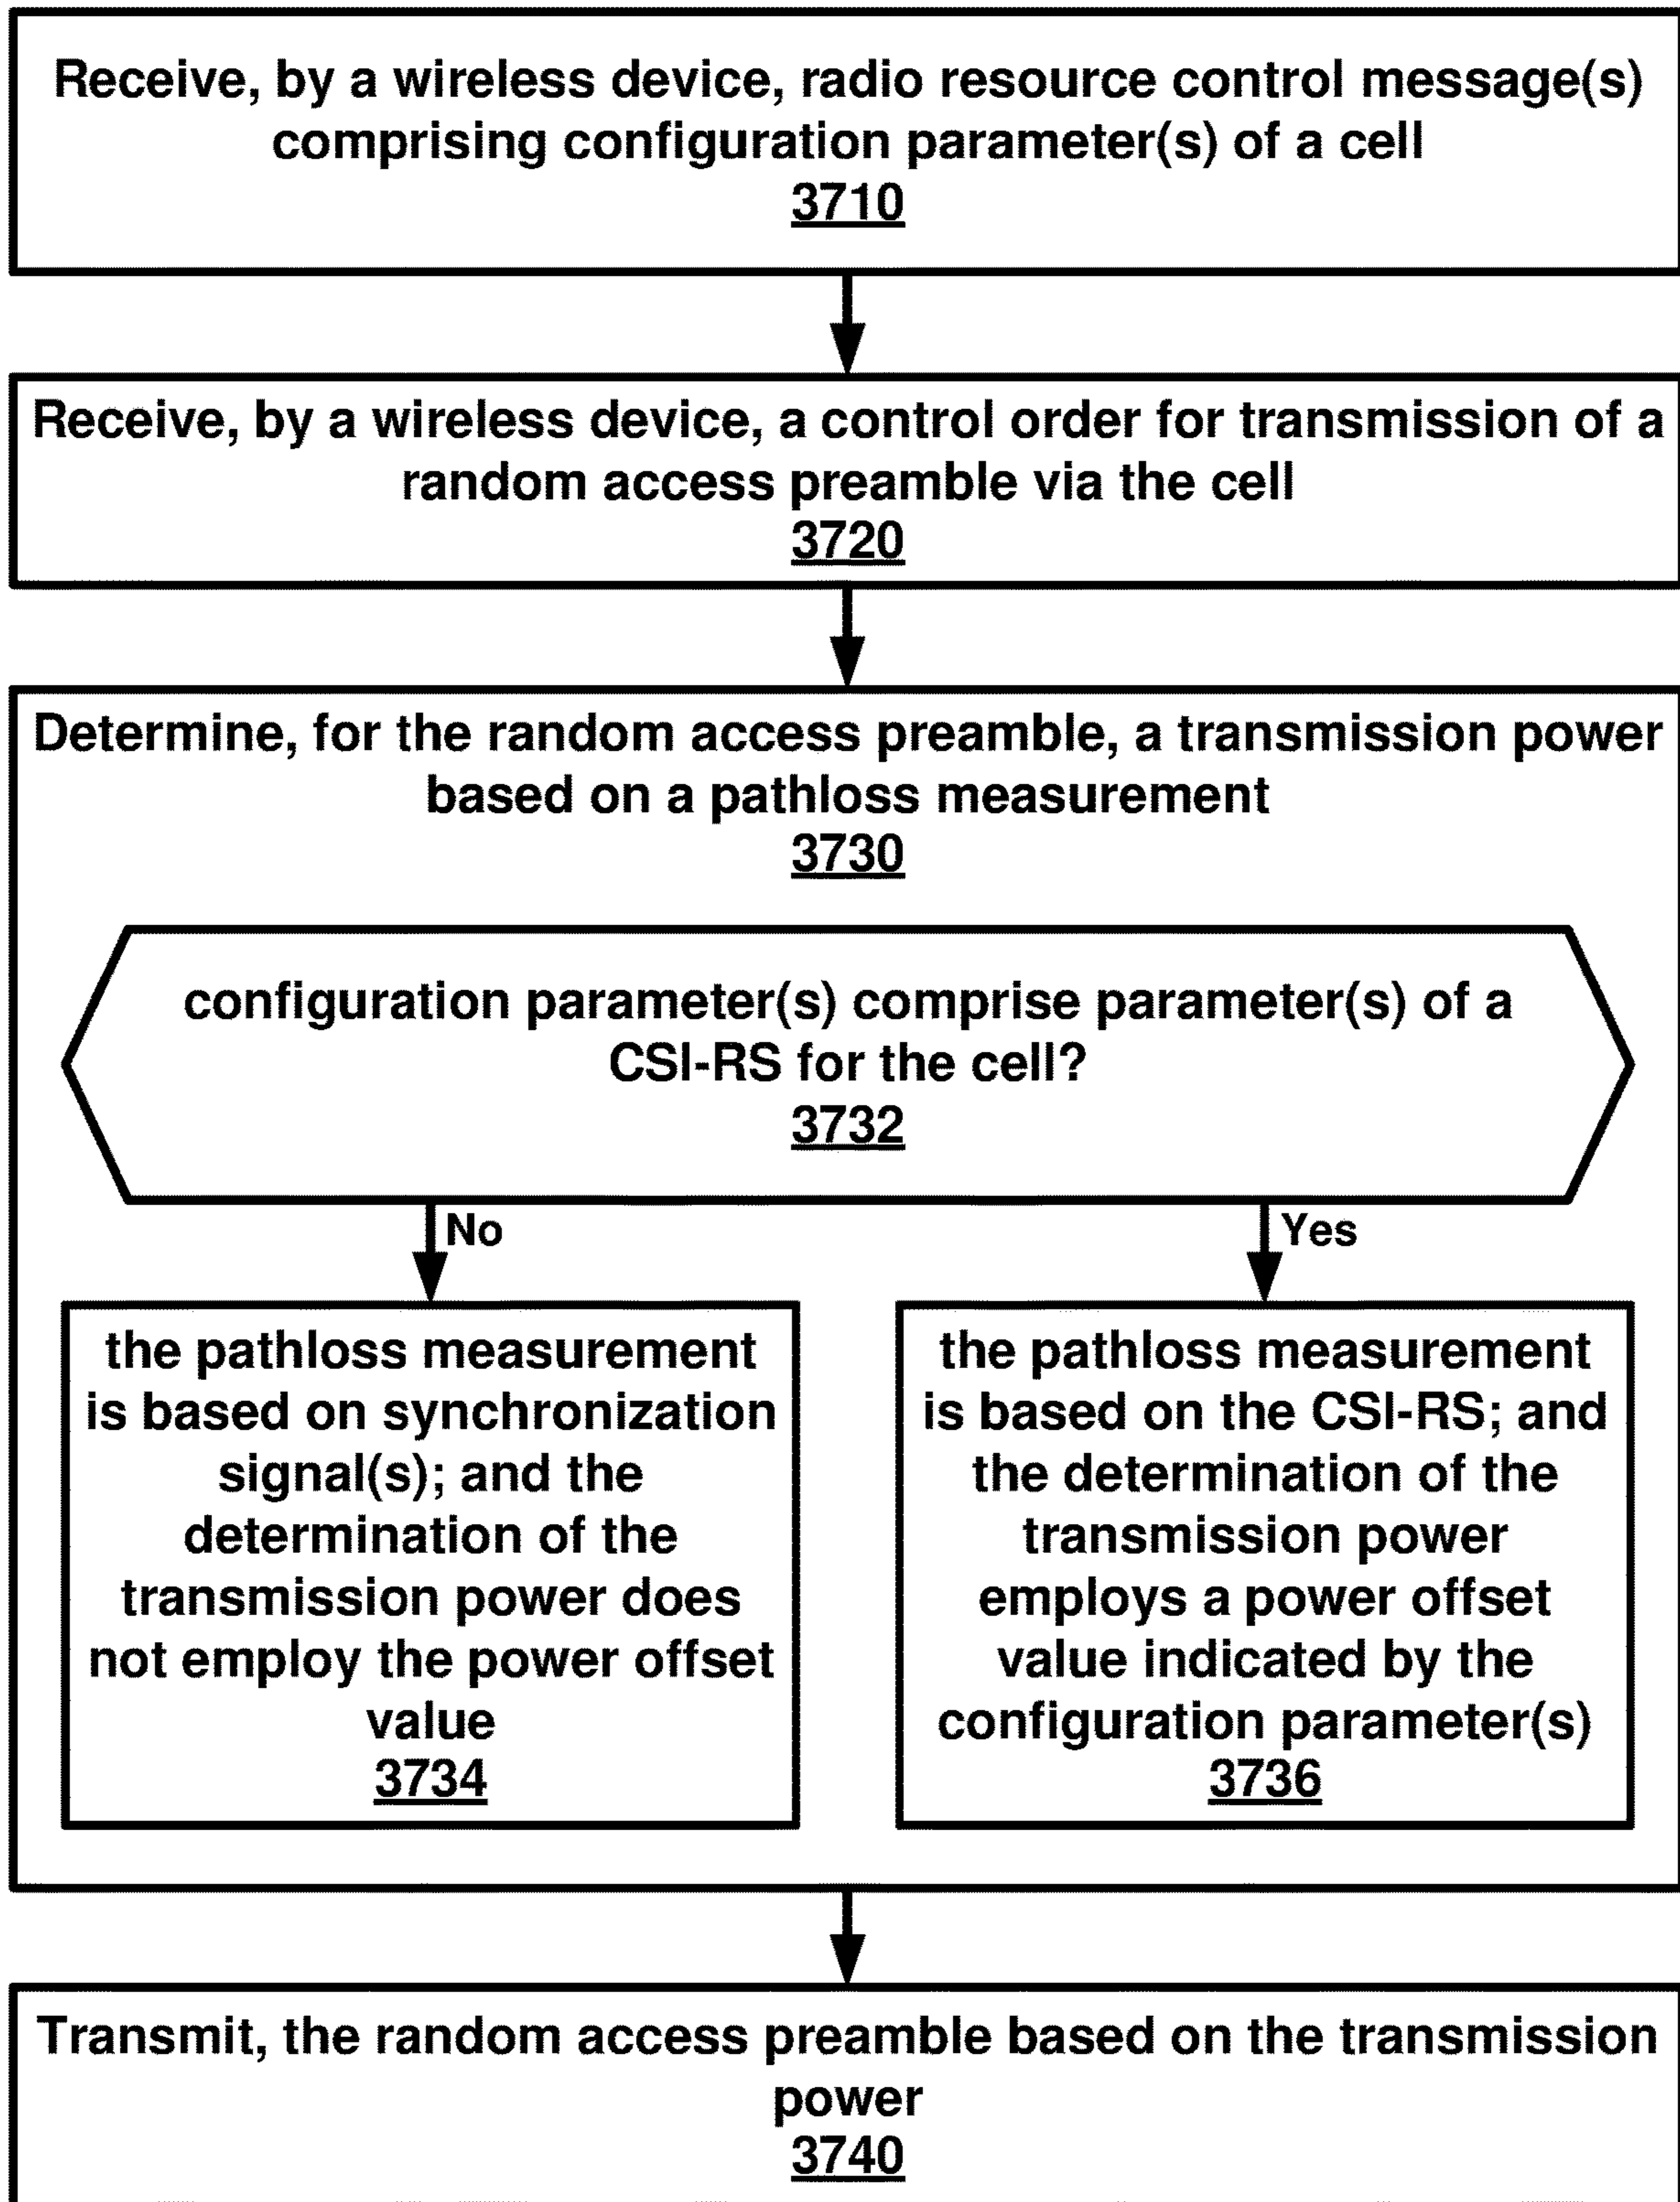 Receive, by a wireless device, radio resource control message(s)
comprising configuration parameter(s) of a cell
3710
Receive, by a wireless device, a control order for transmission of a
random access preamble via the cell
3720
Determine, for the random access preamble, a transmission power
based on a pathloss measurement
3730
configuration parameter(s) comprise parameter(s) of a
CSI-RS for the cell?
3732
No
Yes
the pathloss measurement
is based on synchronization
signal(s); and the
determination of the
transmission power does
not employ the power offset
value
3734
the pathloss measurement
is based on the CSI-RS; and
the determination of the
transmission power
employs a power offset
value indicated by the
configuration parameter(s)
3736
Transmit, the random access preamble based on the transmission
power
3740